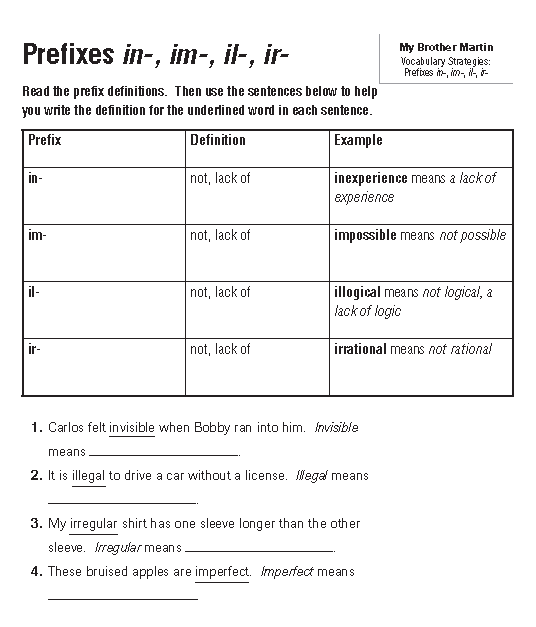 Prefixes in-, im-, il-, ir-
My Brother Martin
Vocabulary Strategies:
Prefixes in-, im-, il-, ir-
Read the prefix definitions. Then use the sentences below to help
you write the definition for the underlined word in each sentence.
Prefix Definition Example
in- not, lack of inexperience means a lack of
experience
im- not, lack of impossible means not possible
il- not, lack of illogical means not logical, a
lack of logic
ir- not, lack of irrational means not rational
1. Carlos felt invisible when Bobby ran into him. Invisible
means ____________________.
2. It is illegal to drive a car without a license. Illegal means
____________________.
3. My irregular shirt has one sleeve longer than the other
sleeve. Irregular means ____________________.
4. These bruised apples are imperfect. Imperfect means
____________________